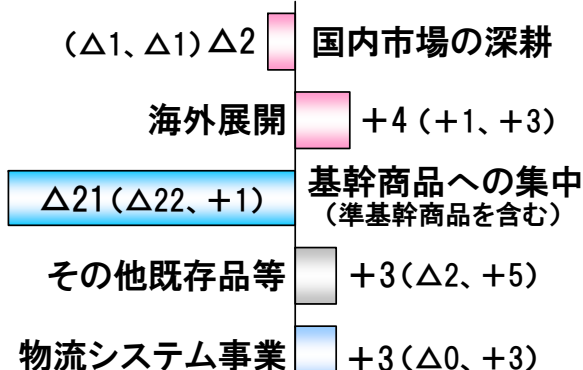 (△1、△1)△2 国内市場の深耕
海外展開 +4(+1、+3)
△21(△22、+1) 基幹商品への集中
(準基幹商品を含む)
その他既存品等 +3(△2、+5)
物流システム事業 +3(△0、+3)